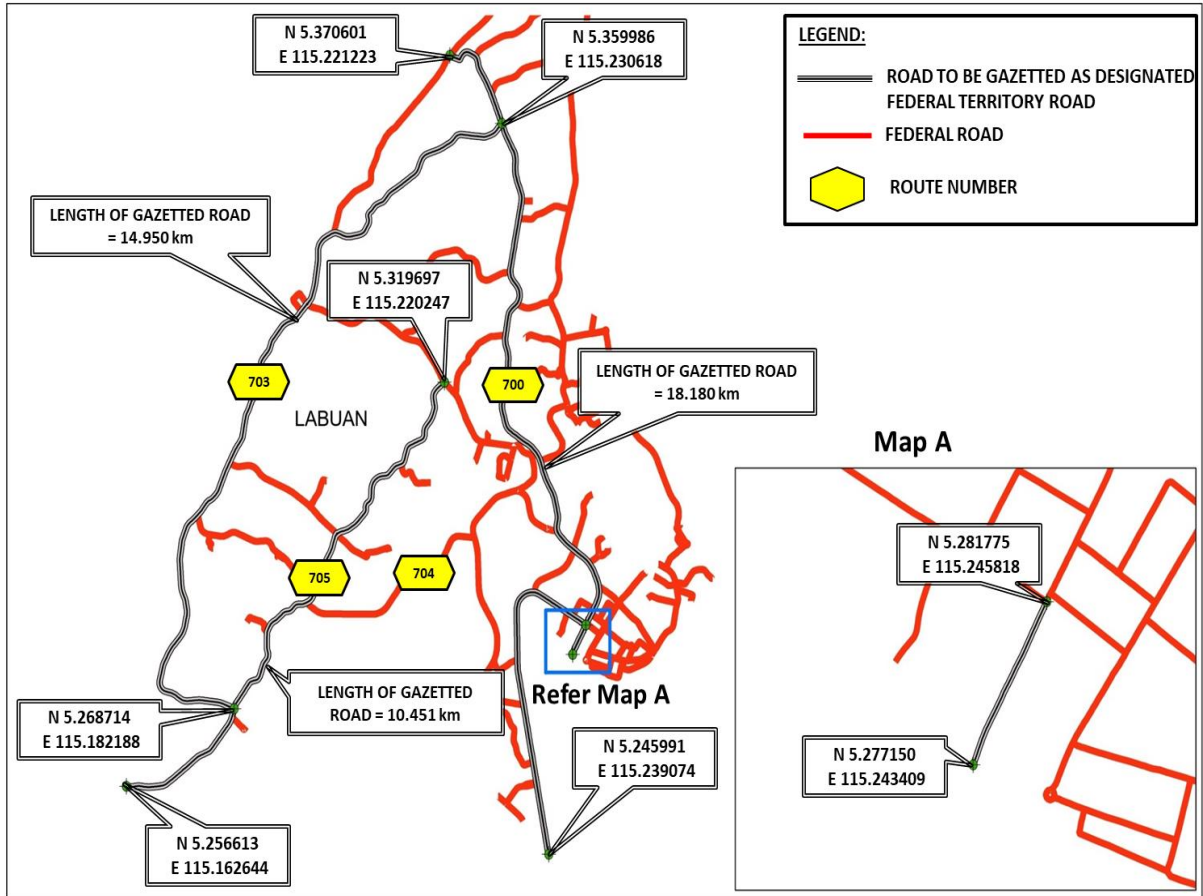 N 5.370601
E 115.221223
N 5.359986
E 115.230618
LEGEND:
ROAD TO BE GAZETTED AS DESIGNATED
FEDERAL TERRITORY ROAD
FEDERAL ROAD
ROUTE NUMBER
LENGTH OF GAZETTED ROAD
= 14.950 km
N 5.319697
E 115.220247
703
700
LENGTH OF GAZETTED ROAD
= 18.180 km
LABUAN
Map A
N 5.281775
E 115.245818
705
704
Refer Map A
LENGTH OF GAZETTED
ROAD = 10.451 km
N 5.268714
E 115.182188
N 5.245991
E 115.239074
N 5.277150
E 115.243409
N 5.256613
E 115.162644